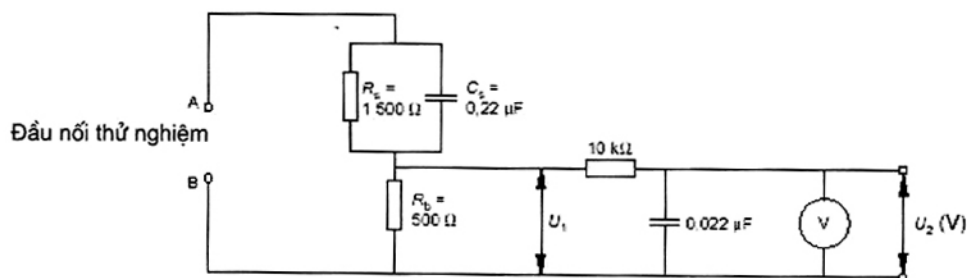 A
Đầu nối thử nghiệm
B
Rs =
1 500 Ω
Cs =
0,22 µF
10 kΩ
Rb =
500 Ω
U1
0,022 µF
V
U2 (V)